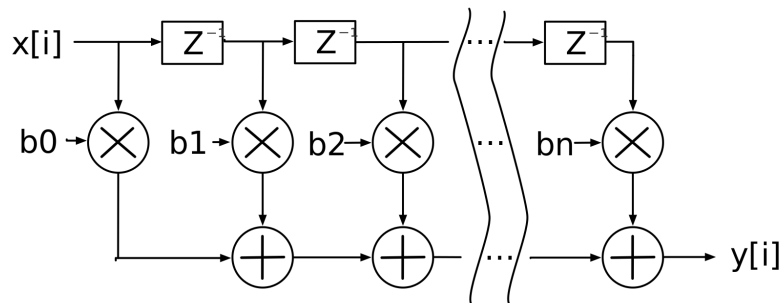 x[i] Z⁻¹ Z⁻¹ ... Z⁻¹
b0 b1 b2 ... bn
... y[i]